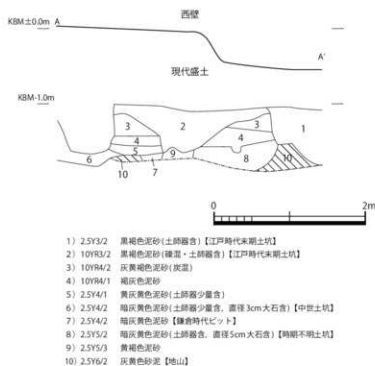 西壁
KBM±0.0m A
A'
現代盛土
KBM-1.0m
3 2 3 1
4 4
5 9 8 10
6
10 7
0 2m
1) 2.5Y3/2 黒褐色泥砂(土師器含)【江戸時代末期土坑】
2) 10YR3/2 黒褐色泥砂(礫混・土師器含)【江戸時代末期土坑】
3) 10YR4/2 灰黄褐色泥砂(炭混)
4) 10YR4/1 褐灰色泥砂
5) 2.5Y4/1 黄灰色泥砂(土師器少量含)
6) 2.5Y4/2 暗灰黄色泥砂(土師器少量含、直径3cm大石含)【中世土坑】
7) 2.5Y4/2 暗灰黄色泥砂【鎌倉時代ピット】
8) 2.5Y5/2 暗灰黄色泥砂(土師器含、直径5cm大石含)【時期不明土坑】
9) 2.5Y5/3 黄褐色泥砂
10) 2.5Y6/2 灰黄色砂泥【地山】